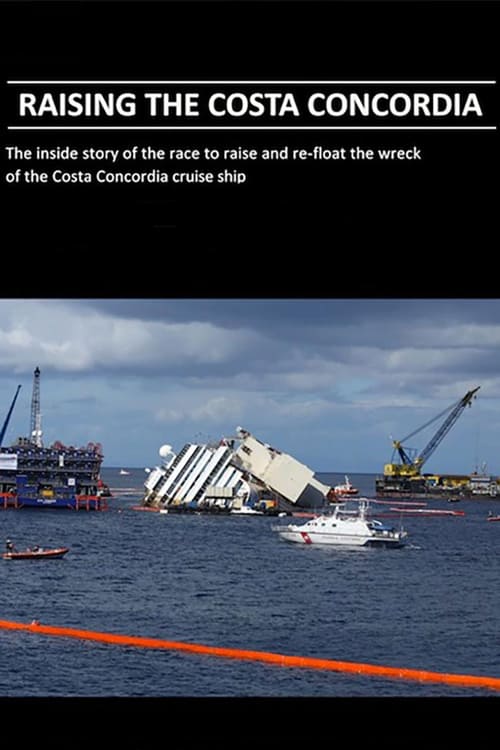 RAISING THE COSTA CONCORDIA
The inside story of the race to raise and re-float the wreck
of the Costa Concordia cruise ship